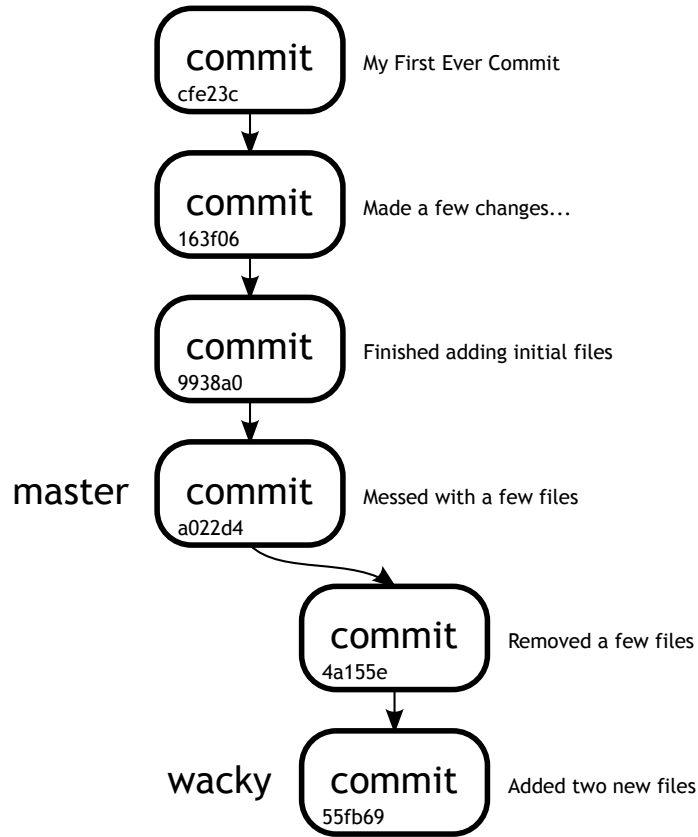 commit
cfe23c
My First Ever Commit
commit
163f06
Made a few changes...
commit
9938a0
Finished adding initial files
master
commit
a022d4
Messed with a few files
commit
4a155e
Removed a few files
wacky
commit
55fb69
Added two new files